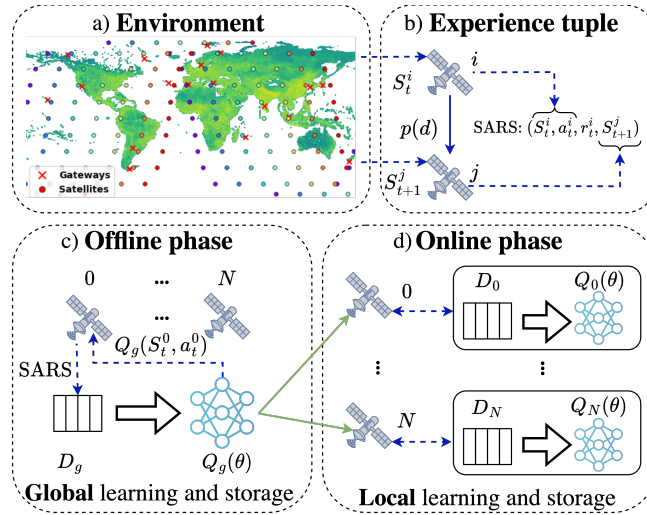 a) Environment
Gateways
Satellites
b) Experience tuple
S_t^i
i
SARS: (S_t^i, a_t^i, r_t^i, S_{t+1}^j)
p(d)
S_{t+1}^j
j
c) Offline phase
0 ... N
...
Q_g(S_t^0, a_t^0)
SARS
D_g
Q_g(θ)
Global learning and storage
d) Online phase
0
D_0
Q_0(θ)
...
...
N
D_N
Q_N(θ)
Local learning and storage